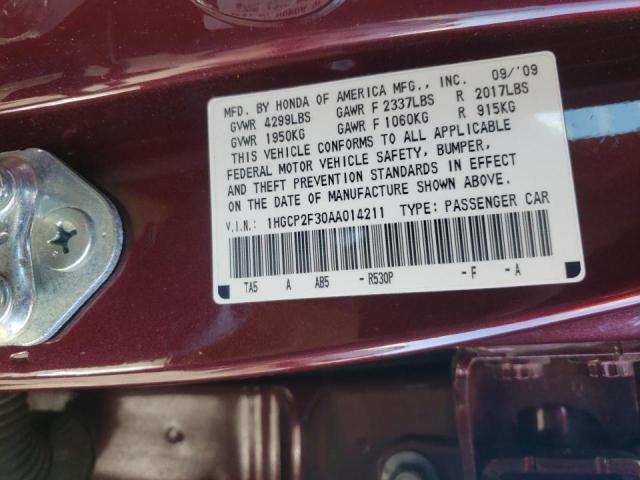 MFD. BY HONDA OF AMERICA MFG., INC. 09/'09
GVWR 4299LBS GAWR F 2337LBS R 2017LBS
GVWR 1950KG GAWR F 1060KG R 915KG
THIS VEHICLE CONFORMS TO ALL APPLICABLE
FEDERAL MOTOR VEHICLE SAFETY, BUMPER,
AND THEFT PREVENTION STANDARDS IN EFFECT
ON THE DATE OF MANUFACTURE SHOWN ABOVE.
V.I.N.: 1HGCP2F30AA014211 TYPE: PASSENGER CAR
TA5 A AB5 -R530P -F -A